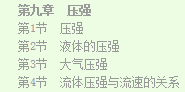 第九章　压强
第1节　压强
第2节　液体的压强
第3节　大气压强
第4节　流体压强与流速的关系